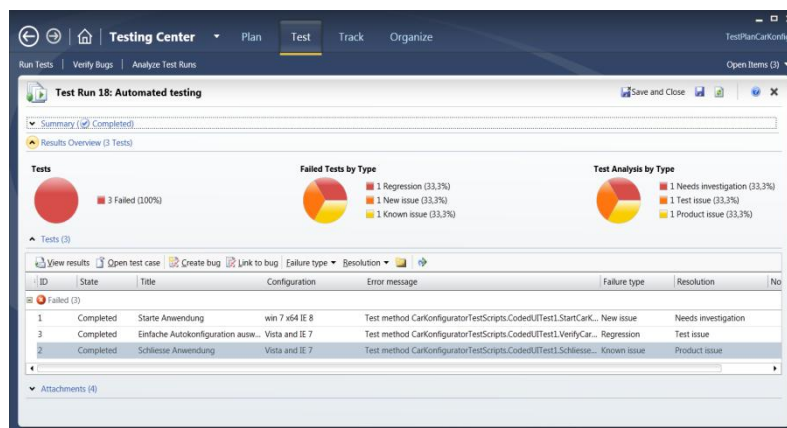 Testing Center Plan Test Track Organize TestPlanCarKonfig
Run Tests Verify Bugs Analyze Test Runs Open Items (3)
Test Run 18: Automated testing Save and Close
Summary (Completed)
Results Overview (3 Tests)
Tests Failed Tests by Type Test Analysis by Type
3 Failed (100%)
1 Regression (33,3%)
1 New issue (33,3%)
1 Known issue (33,3%)
1 Needs investigation (33,3%)
1 Test issue (33,3%)
1 Product issue (33,3%)
Tests (3)
View results Open test case Create bug Link to bug Failure type Resolution
ID State Title Configuration Error message Failure type Resolution No
Failed (3)
1 Completed Starte Anwendung win 7 x64 IE 8 Test method CarKonfiguratorTestScripts.CodedUITest1.StartCarK... New issue Needs investigation
3 Completed Einfache Autokonfiguration ausw... Vista and IE 7 Test method CarKonfiguratorTestScripts.CodedUITest1.VerifyCar... Regression Test issue
2 Completed Schliesse Anwendung Vista and IE 7 Test method CarKonfiguratorTestScripts.CodedUITest1.Schliesse... Known issue Product issue
Attachments (4)